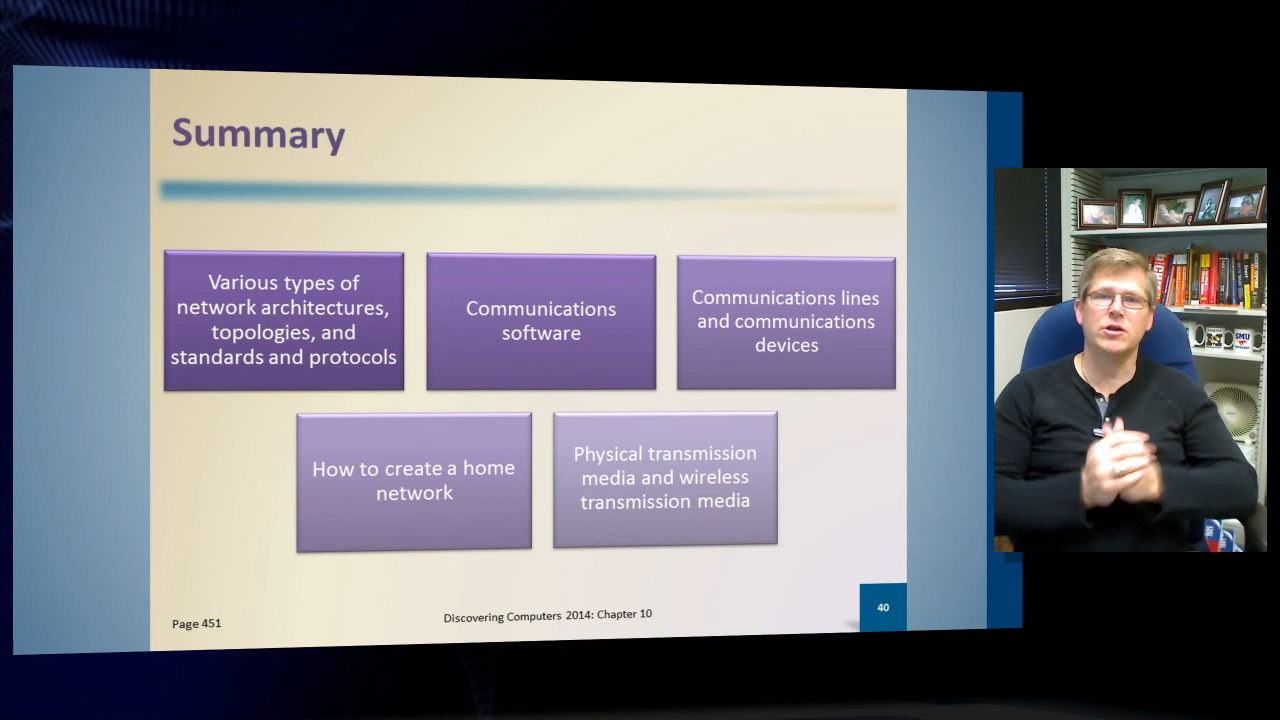 Summary
Various types of
network architectures,
topologies, and
standards and protocols
Communications
software
Communications lines
and communications
devices
How to create a home
network
Physical transmission
media and wireless
transmission media
Page 451
Discovering Computers 2014: Chapter 10
40
SMU